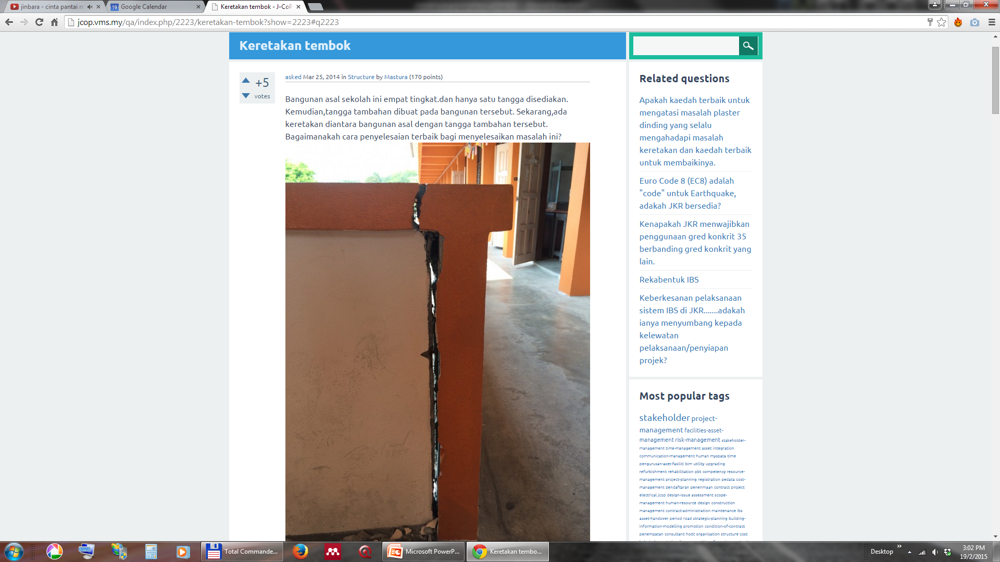 jinbara - cinta pantai m
Google Calendar
Keretakan tembok - J-CoP
jcop.vms.my/qa/index.php/2223/keretakan-tembok?show=2223#q2223
Keretakan tembok
+5
votes
asked Mar 25, 2014 in Structure by Mastura (170 points)
Bangunan asal sekolah ini empat tingkat.dan hanya satu tangga disediakan.
Kemudian,tangga tambahan dibuat pada bangunan tersebut. Sekarang,ada
keretakan diantara bangunan asal dengan tangga tambahan tersebut.
Bagaimanakah cara penyelesaian terbaik bagi menyelesaikan masalah ini?
Related questions
Apakah kaedah terbaik untuk
mengatasi masalah plaster
dinding yang selalu
mengahadapi masalah
keretakan dan kaedah terbaik
untuk membaikinya.
Euro Code 8 (EC8) adalah
"code" untuk Earthquake,
adakah JKR bersedia?
Kenapakah JKR menwajibkan
penggunaan gred konkrit 35
berbanding gred konkrit yang
lain.
Rekabentuk IBS
Keberkesanan pelaksanaan
sistem IBS di JKR.......adakah
ianya menyumbang kepada
kelewatan
pelaksanaan/penyiapan
projek?
Most popular tags
stakeholder project-
management facilities-asset-
management risk-management stakeholder-
management time-management asset integration
communication-management human myspata time
pengurusan-aset-fasiliti bim utility upgrading
refurbishment rehabilitation pbt competency resource-
management project-planning registration pedata cost-
management pendaftaran penerimaan contract project
electrical jcop design-issue assessment scope-
management human-resource design construction
management contract-administration maintenance ibs
asset-handover period road strategic-planning building-
information-modelling promotion condition-of-contract
penempatan consultant hodt organisation structure cost
Total Commande...
Microsoft PowerP...
Keretakan tembo...
Desktop
3:02 PM
19/2/2015